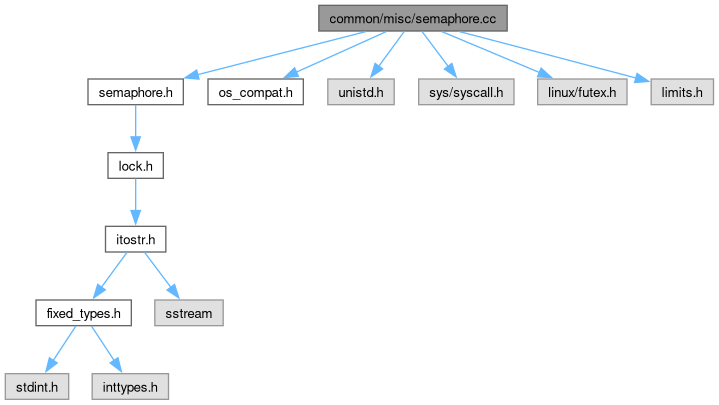 common/misc/semaphore.cc
semaphore.h
os_compat.h
unistd.h
sys/syscall.h
linux/futex.h
limits.h
lock.h
itostr.h
fixed_types.h
sstream
stdint.h
inttypes.h